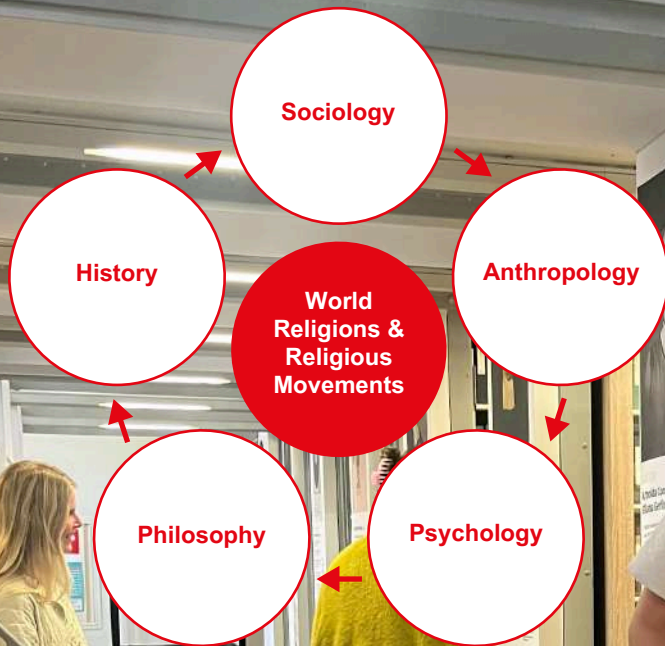 Sociology
History
Anthropology
World
Religions &
Religious
Movements
Philosophy
Psychology